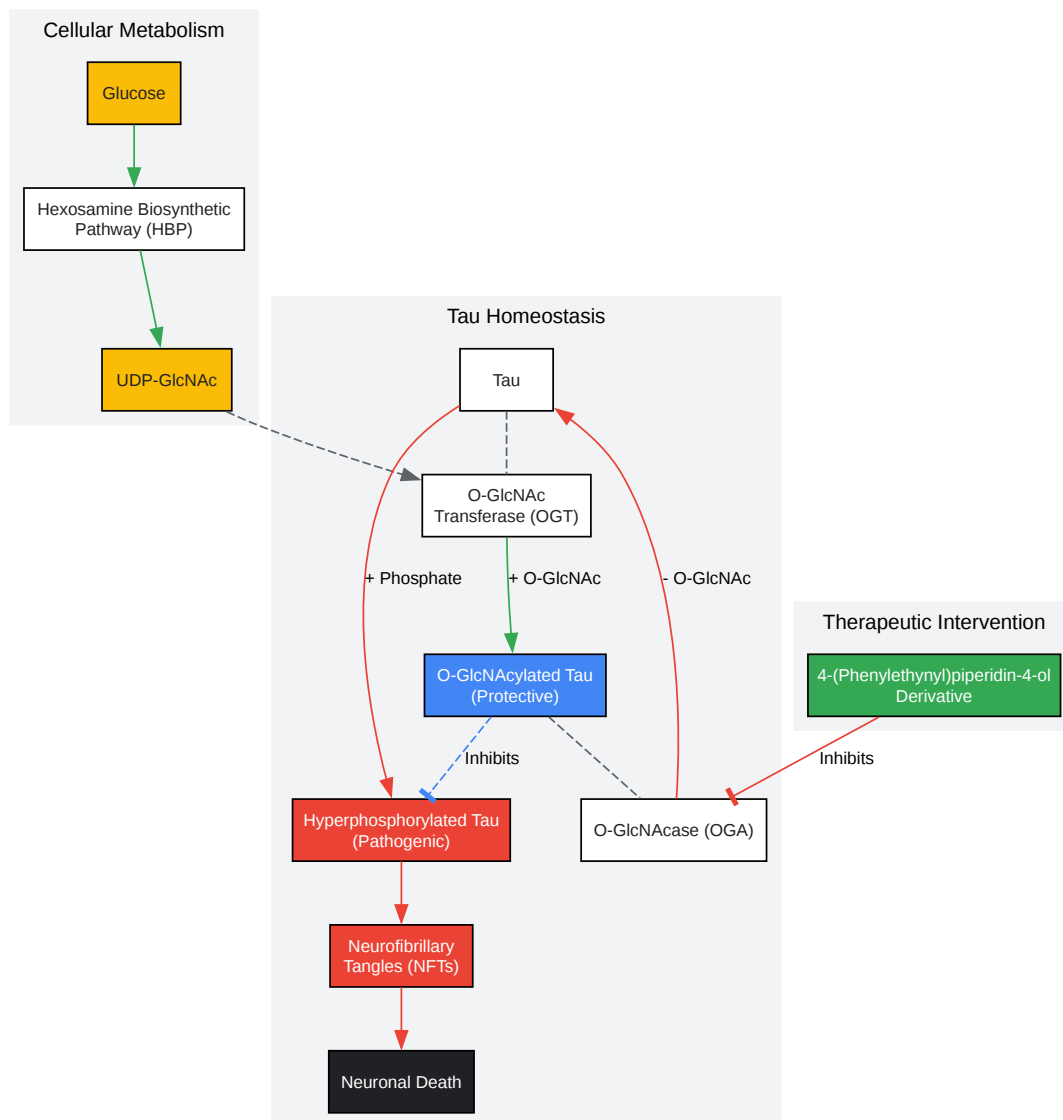 Cellular Metabolism
Glucose
Hexosamine Biosynthetic
Pathway (HBP)
UDP-GlcNAc
Tau Homeostasis
Tau
O-GlcNAc
Transferase (OGT)
+ Phosphate
+ O-GlcNAc
- O-GlcNAc
O-GlcNAcylated Tau
(Protective)
Inhibits
Hyperphosphorylated Tau
(Pathogenic)
O-GlcNAcase (OGA)
Neurofibrillary
Tangles (NFTs)
Neuronal Death
Therapeutic Intervention
4-(Phenylethynyl)piperidin-4-ol
Derivative
Inhibits